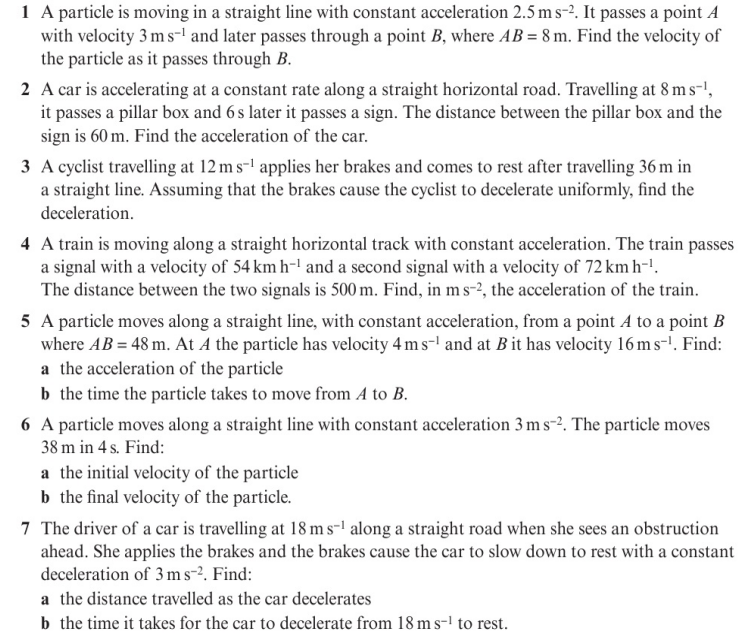 1 A particle is moving in a straight line with constant acceleration 2.5 m s⁻². It passes a point A
with velocity 3 m s⁻¹ and later passes through a point B, where AB = 8 m. Find the velocity of
the particle as it passes through B.
2 A car is accelerating at a constant rate along a straight horizontal road. Travelling at 8 m s⁻¹,
it passes a pillar box and 6 s later it passes a sign. The distance between the pillar box and the
sign is 60 m. Find the acceleration of the car.
3 A cyclist travelling at 12 m s⁻¹ applies her brakes and comes to rest after travelling 36 m in
a straight line. Assuming that the brakes cause the cyclist to decelerate uniformly, find the
deceleration.
4 A train is moving along a straight horizontal track with constant acceleration. The train passes
a signal with a velocity of 54 km h⁻¹ and a second signal with a velocity of 72 km h⁻¹.
The distance between the two signals is 500 m. Find, in m s⁻², the acceleration of the train.
5 A particle moves along a straight line, with constant acceleration, from a point A to a point B
where AB = 48 m. At A the particle has velocity 4 m s⁻¹ and at B it has velocity 16 m s⁻¹. Find:
a the acceleration of the particle
b the time the particle takes to move from A to B.
6 A particle moves along a straight line with constant acceleration 3 m s⁻². The particle moves
38 m in 4 s. Find:
a the initial velocity of the particle
b the final velocity of the particle.
7 The driver of a car is travelling at 18 m s⁻¹ along a straight road when she sees an obstruction
ahead. She applies the brakes and the brakes cause the car to slow down to rest with a constant
deceleration of 3 m s⁻². Find:
a the distance travelled as the car decelerates
b the time it takes for the car to decelerate from 18 m s⁻¹ to rest.